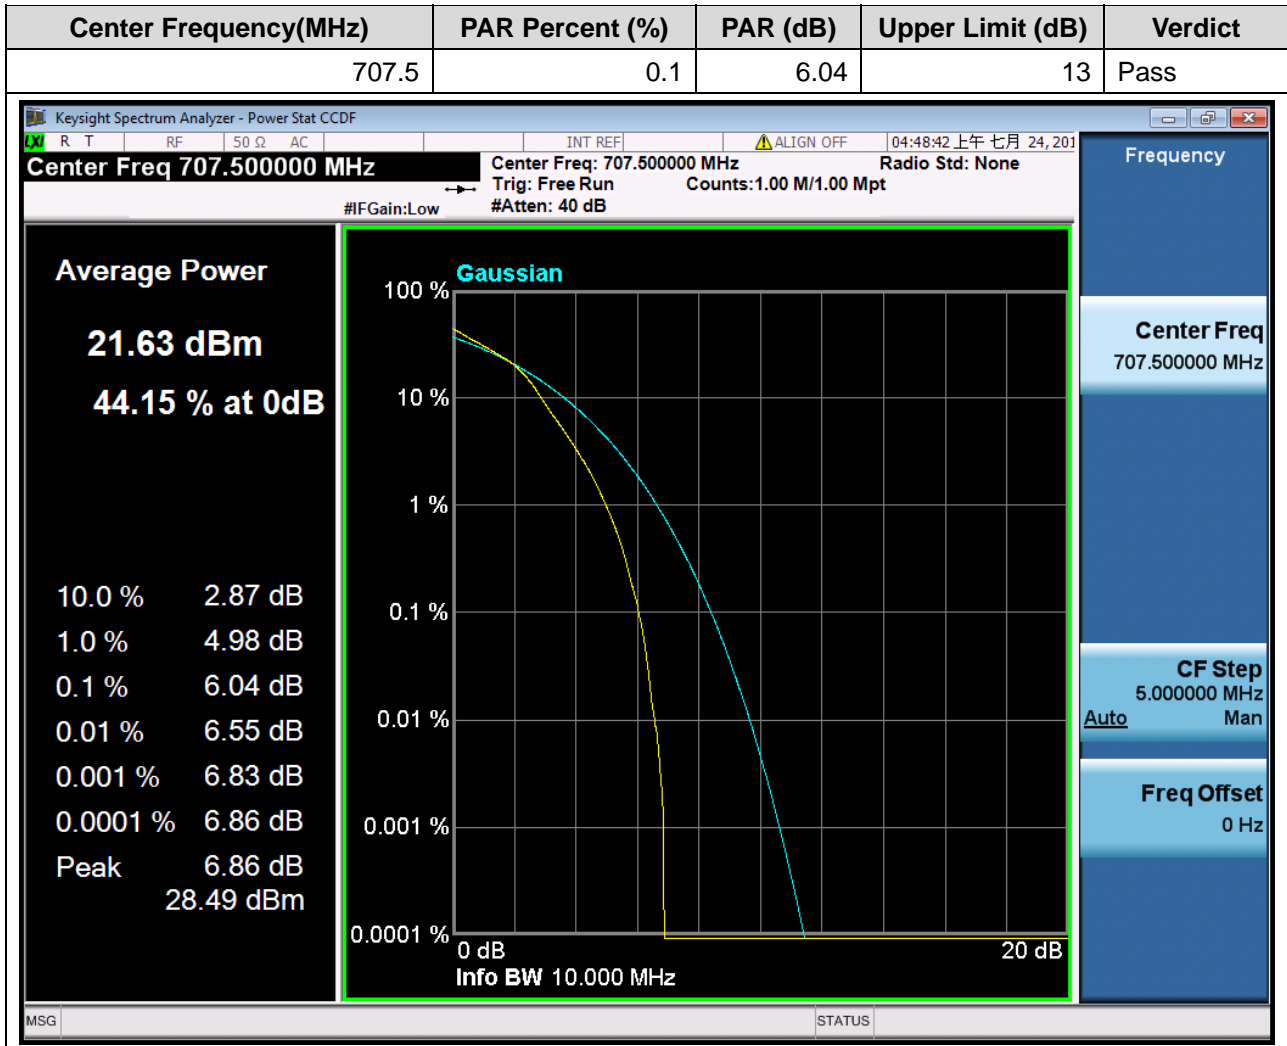 Center Frequency(MHz) PAR Percent (%) PAR (dB) Upper Limit (dB) Verdict
707.5 0.1 6.04 13 Pass
Keysight Spectrum Analyzer - Power Stat CCDF
LXI R T RF 50 Ω AC INT REF ALIGN OFF 04:48:42 上午 七月 24, 201
Center Freq 707.500000 MHz
#IFGain:Low
Center Freq: 707.500000 MHz Radio Std: None
Trig: Free Run Counts:1.00 M/1.00 Mpt
#Atten: 40 dB
Average Power
21.63 dBm
44.15 % at 0dB
10.0 % 2.87 dB
1.0 % 4.98 dB
0.1 % 6.04 dB
0.01 % 6.55 dB
0.001 % 6.83 dB
0.0001 % 6.86 dB
Peak 6.86 dB
28.49 dBm
Gaussian
100 %
10 %
1 %
0.1 %
0.01 %
0.001 %
0.0001 %
0 dB 20 dB
Info BW 10.000 MHz
Frequency
Center Freq
707.500000 MHz
CF Step
5.000000 MHz
Auto Man
Freq Offset
0 Hz
MSG STATUS